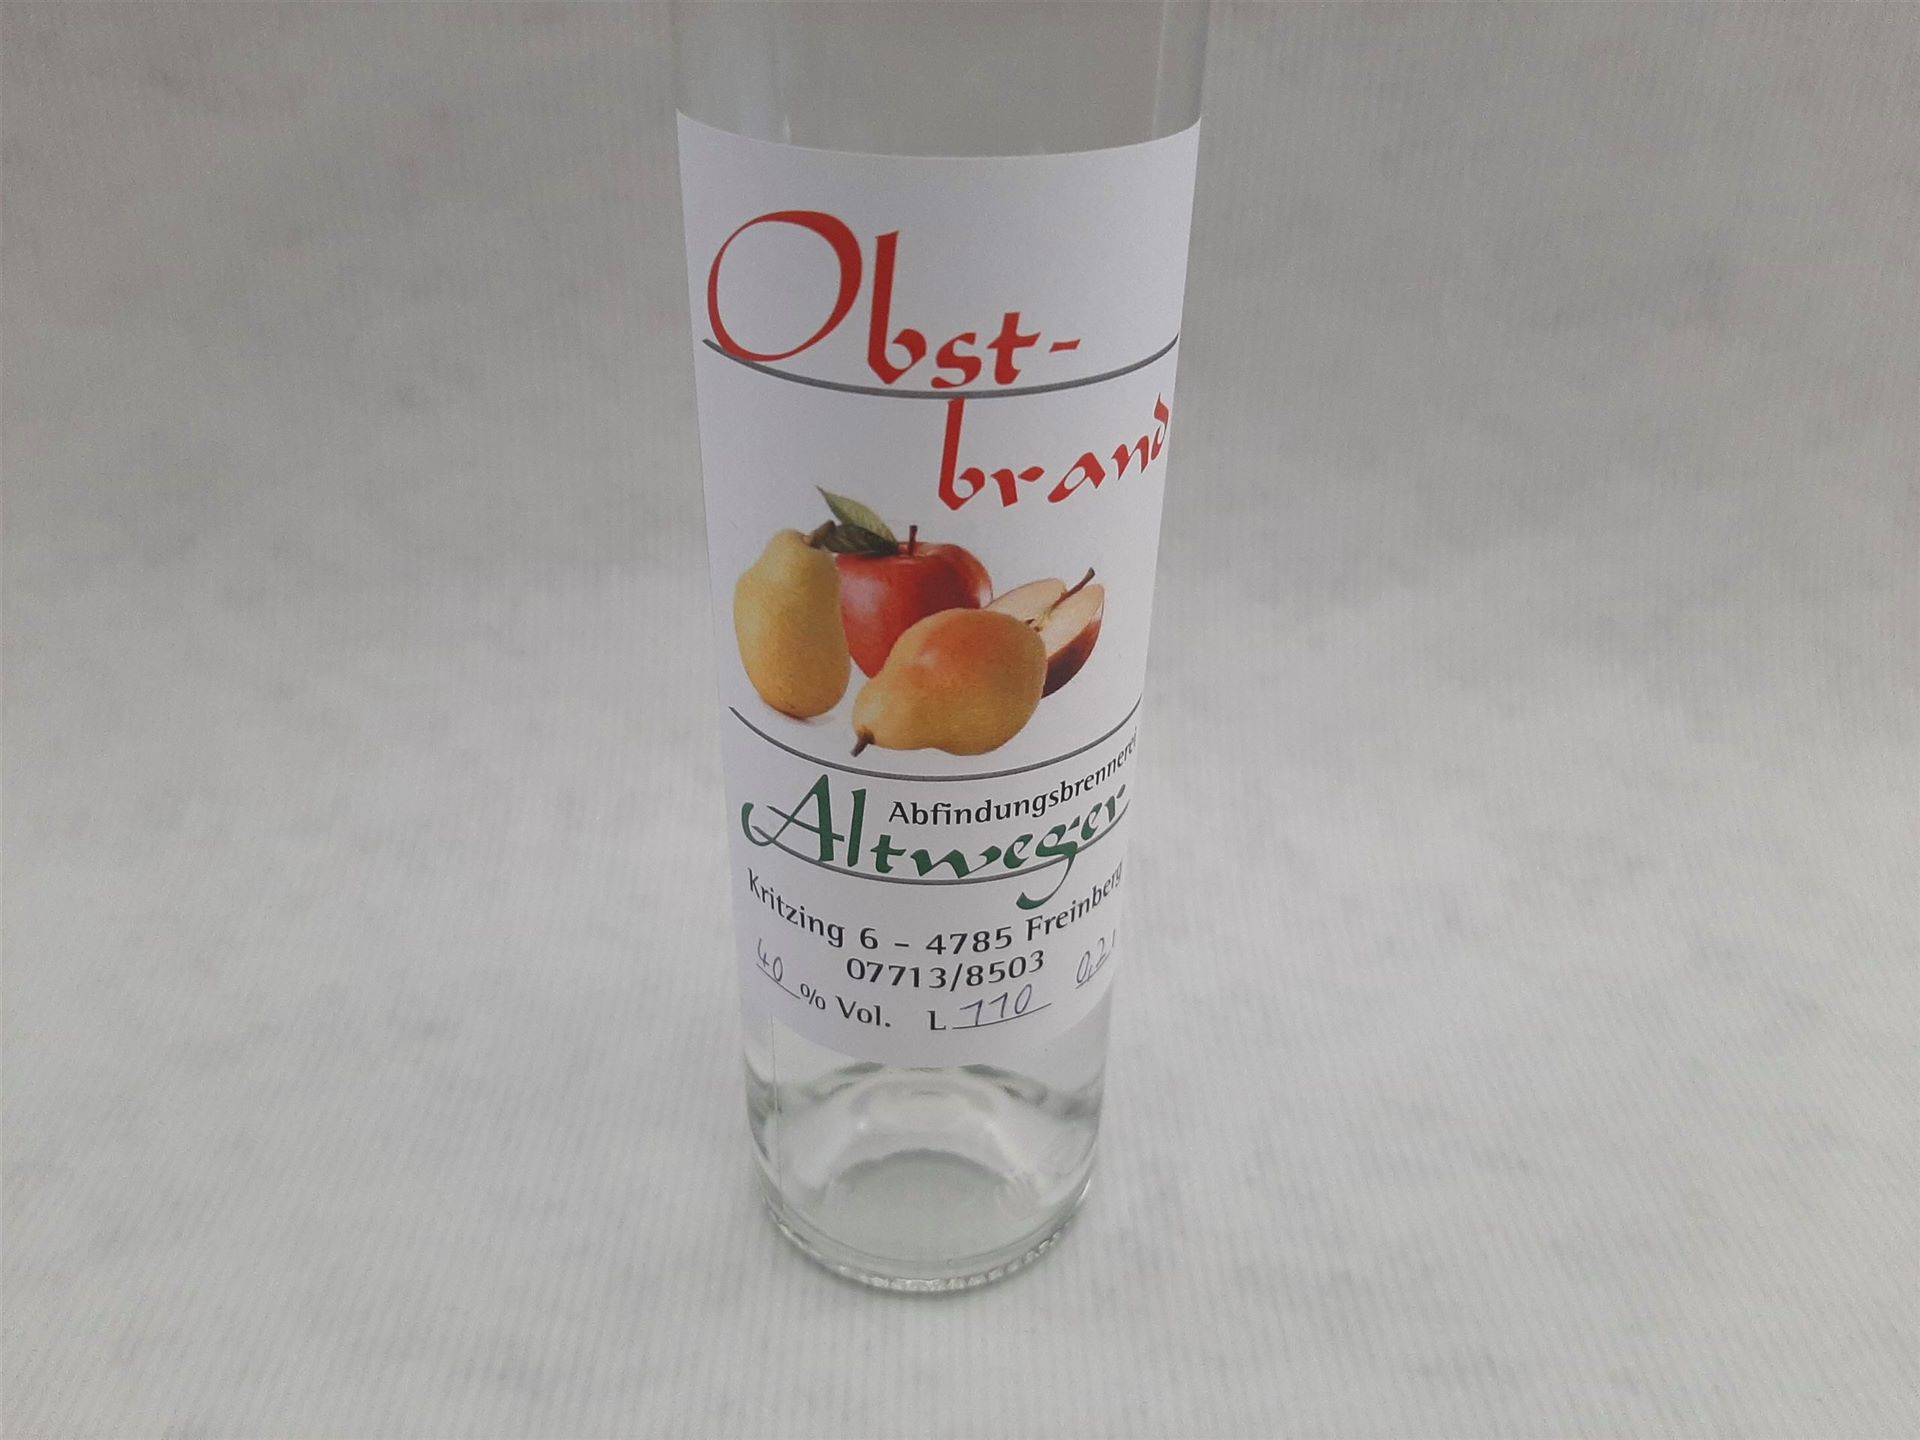 Obst-
brand
Abfindungsbrennerei
Altweger
Kritzing 6 – 4785 Freinberg
07713/8503
40 % Vol. L 110 0,2l